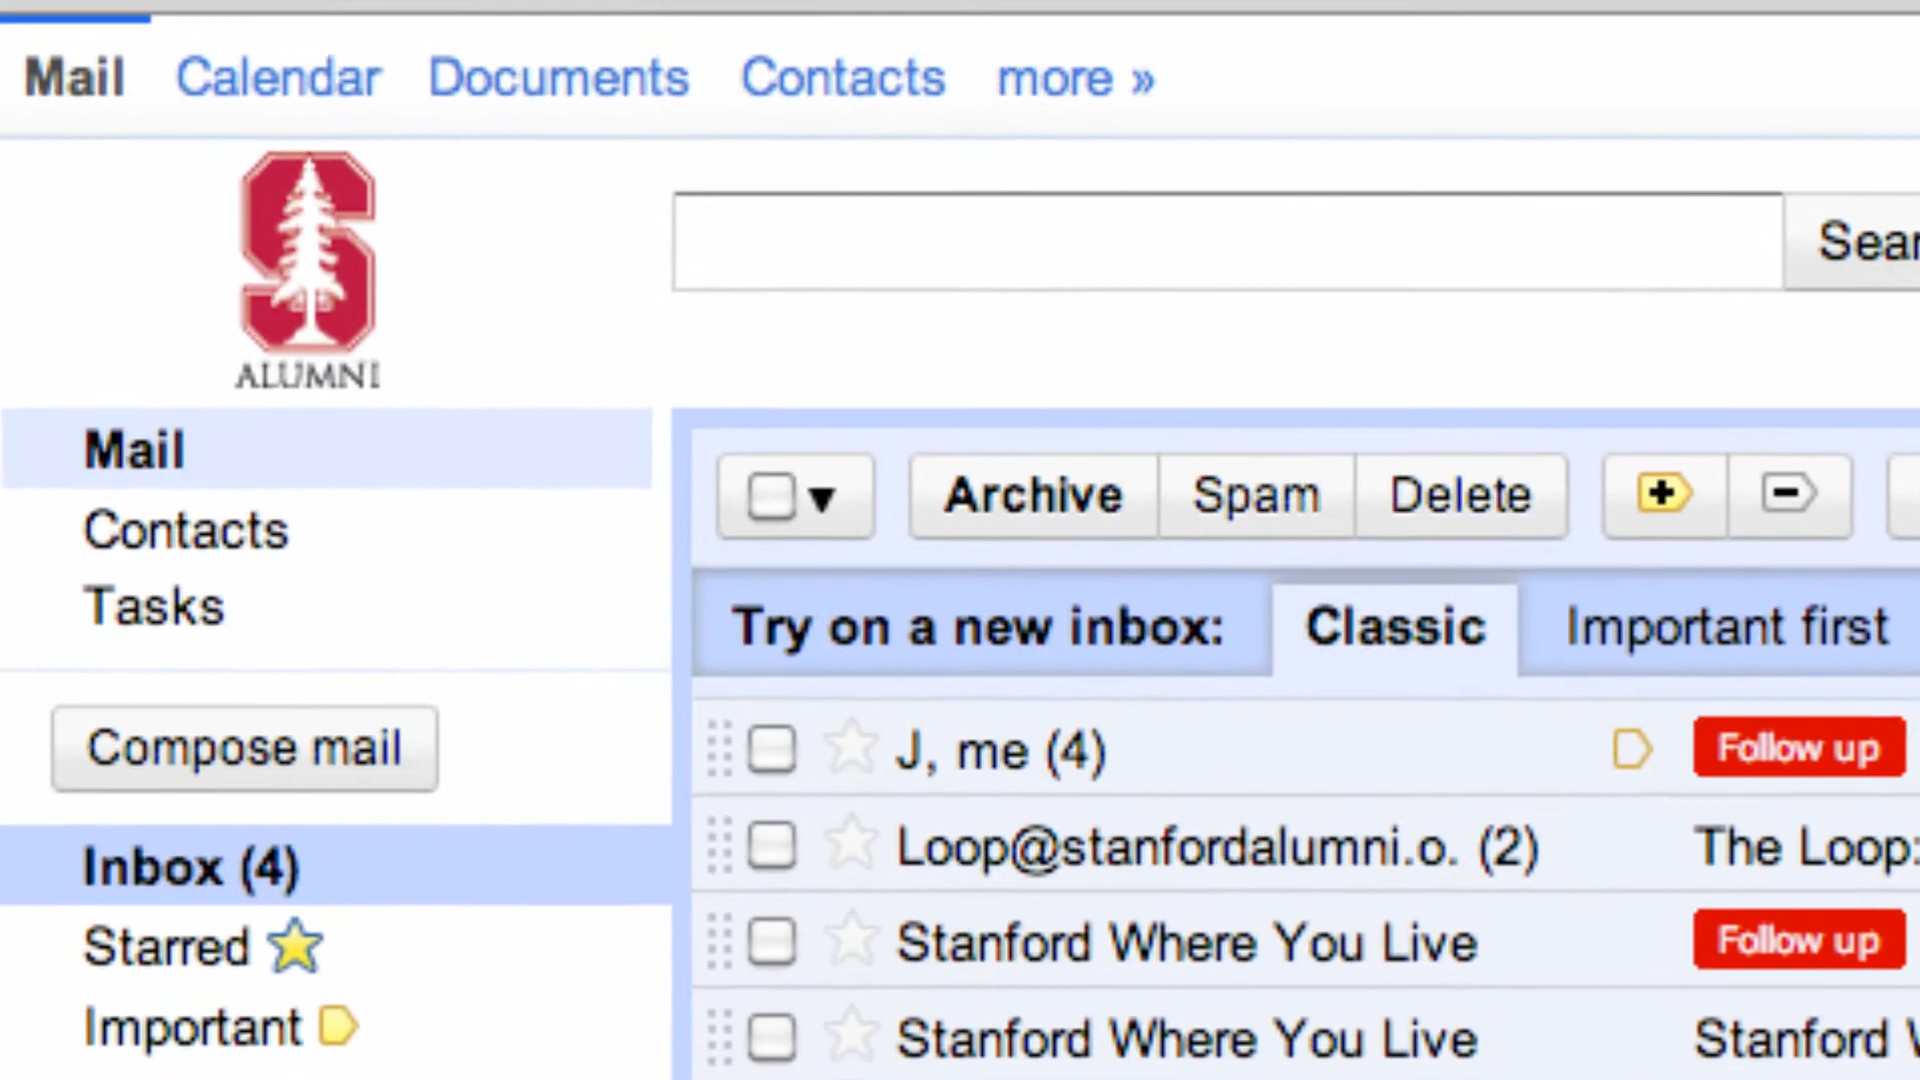 Mail Calendar Documents Contacts more »
ALUMNI
Mail
Contacts
Tasks
Compose mail
Inbox (4)
Starred
Important
Archive Spam Delete
Try on a new inbox: Classic Important first
J, me (4) Follow up
Loop@stanfordalumni.o. (2) The Loop:
Stanford Where You Live Follow up
Stanford Where You Live Stanford